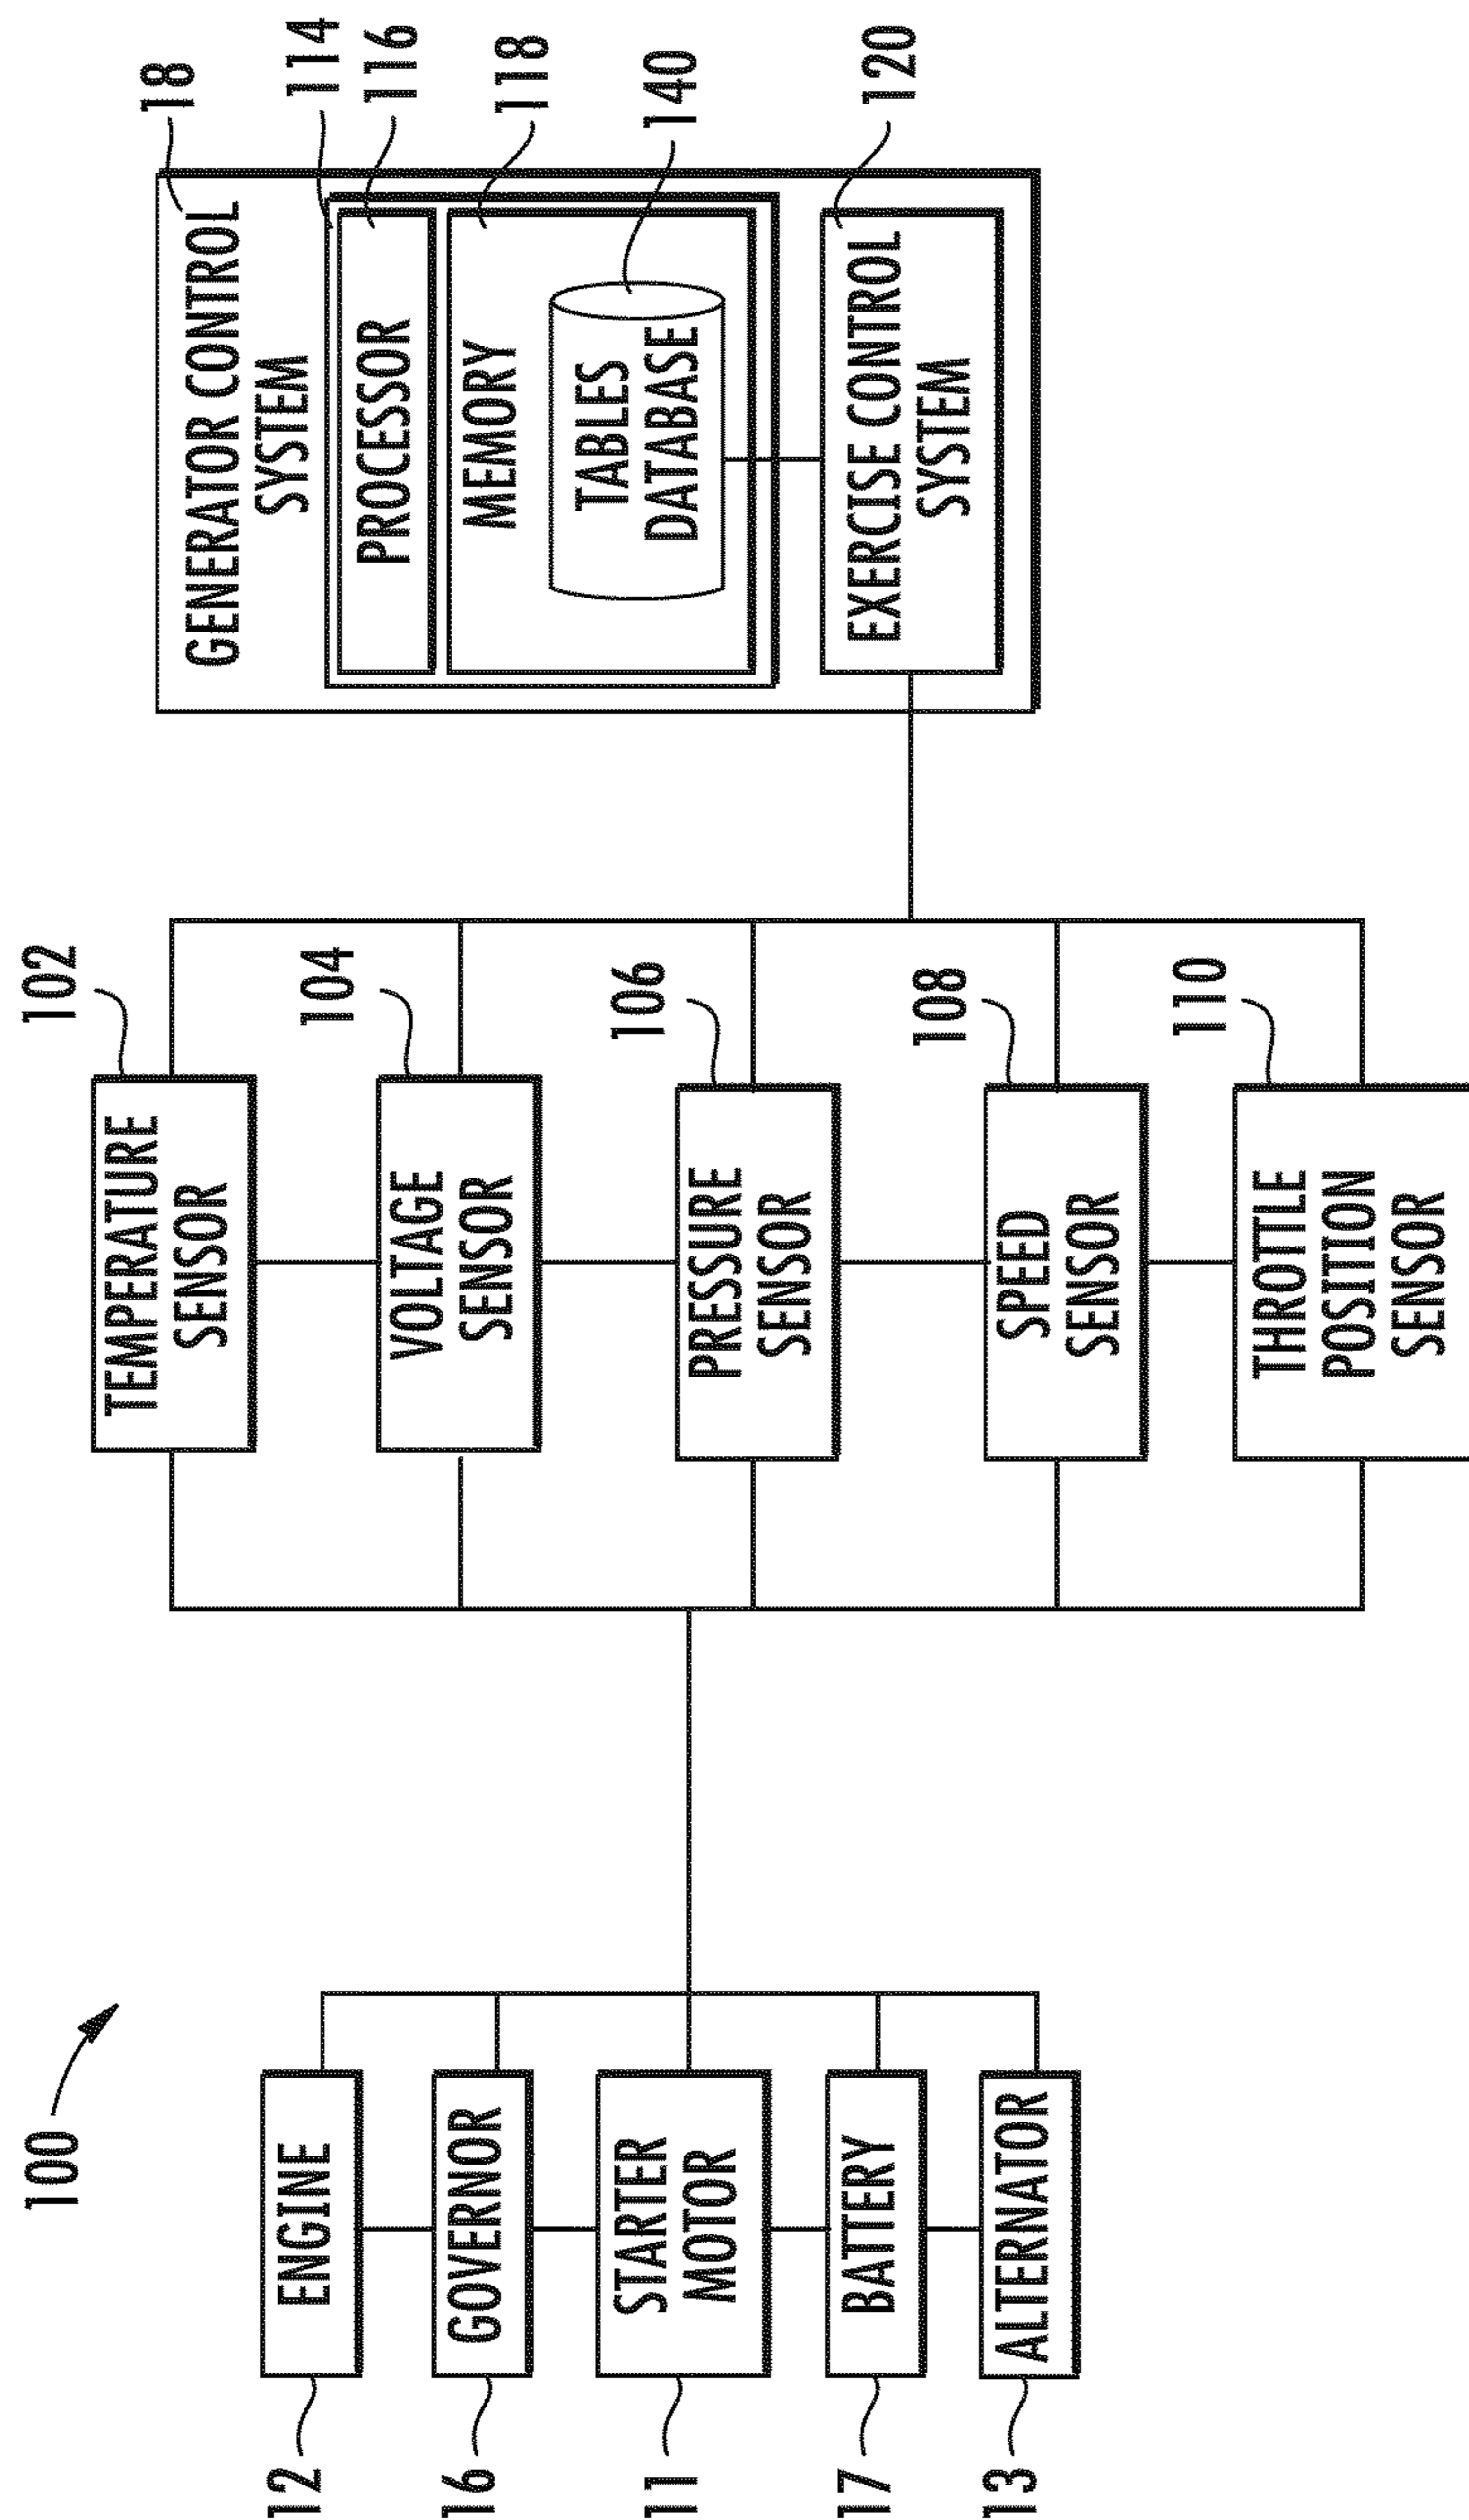 100
12
ENGINE
16
GOVERNOR
11
STARTER
MOTOR
17
BATTERY
13
ALTERNATOR
102
TEMPERATURE
SENSOR
104
VOLTAGE
SENSOR
106
PRESSURE
SENSOR
108
SPEED
SENSOR
110
THROTTLE
POSITION
SENSOR
18
GENERATOR CONTROL
SYSTEM
114
116
PROCESSOR
118
MEMORY
140
TABLES
DATABASE
120
EXERCISE CONTROL
SYSTEM